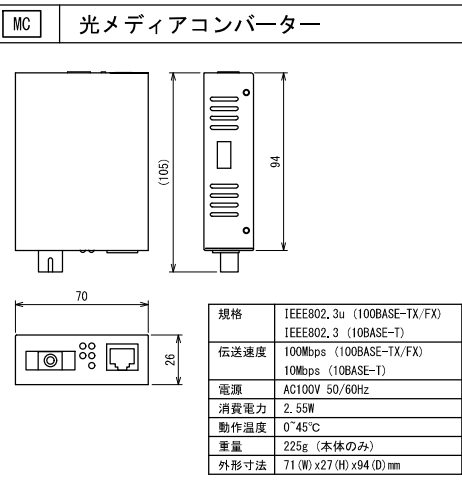 MC 光メディアコンバーター
(105)
94
70
26
規格 IEEE802.3u (100BASE-TX/FX)
IEEE802.3 (10BASE-T)
伝送速度 100Mbps (100BASE-TX/FX)
10Mbps (10BASE-T)
電源 AC100V 50/60Hz
消費電力 2.55W
動作温度 0~45℃
重量 225g (本体のみ)
外形寸法 71(W)x27(H)x94(D)mm